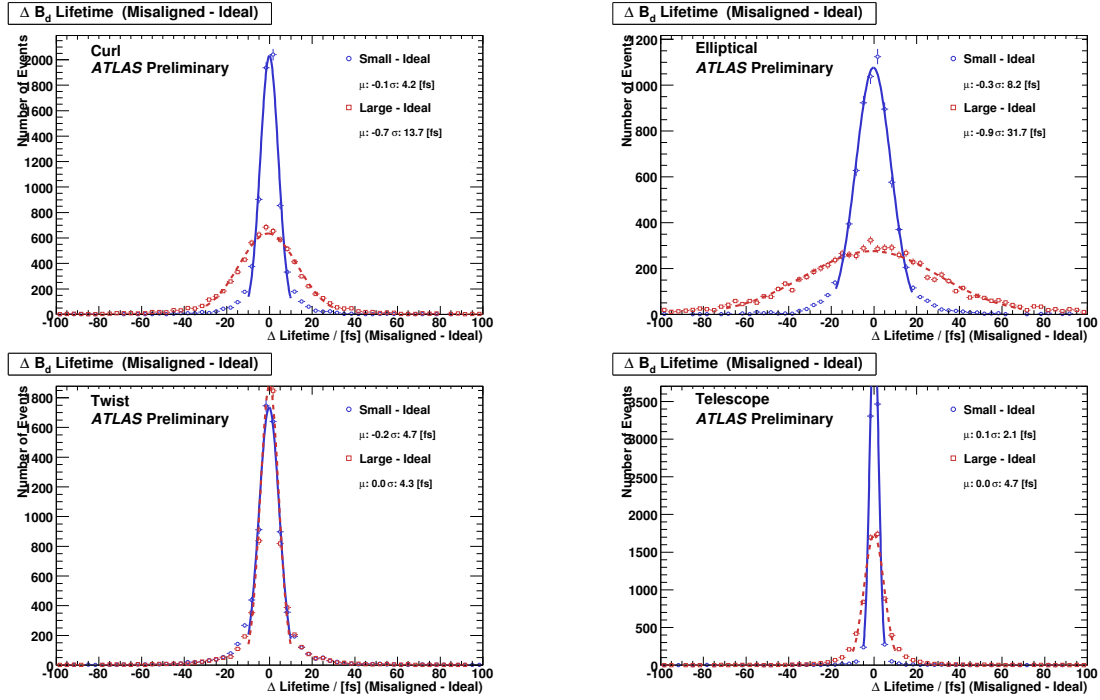 Δ B_d Lifetime (Misaligned - Ideal)
Number of Events
2000
1800
1600
1400
1200
1000
800
600
400
200
0
Curl
ATLAS Preliminary
Small - Ideal
μ: -0.1 σ: 4.2 [fs]
Large - Ideal
μ: -0.7 σ: 13.7 [fs]
-100 -80 -60 -40 -20 0 20 40 60 80 100
Δ Lifetime / [fs] (Misaligned - Ideal)
Δ B_d Lifetime (Misaligned - Ideal)
Number of Events
1200
1000
800
600
400
200
0
Elliptical
ATLAS Preliminary
Small - Ideal
μ: -0.3 σ: 8.2 [fs]
Large - Ideal
μ: -0.9 σ: 31.7 [fs]
-100 -80 -60 -40 -20 0 20 40 60 80 100
Δ Lifetime / [fs] (Misaligned - Ideal)
Δ B_d Lifetime (Misaligned - Ideal)
Number of Events
1800
1600
1400
1200
1000
800
600
400
200
0
Twist
ATLAS Preliminary
Small - Ideal
μ: -0.2 σ: 4.7 [fs]
Large - Ideal
μ: 0.0 σ: 4.3 [fs]
-100 -80 -60 -40 -20 0 20 40 60 80 100
Δ Lifetime / [fs] (Misaligned - Ideal)
Δ B_d Lifetime (Misaligned - Ideal)
Number of Events
3500
3000
2500
2000
1500
1000
500
0
Telescope
ATLAS Preliminary
Small - Ideal
μ: 0.1 σ: 2.1 [fs]
Large - Ideal
μ: 0.0 σ: 4.7 [fs]
-100 -80 -60 -40 -20 0 20 40 60 80 100
Δ Lifetime / [fs] (Misaligned - Ideal)